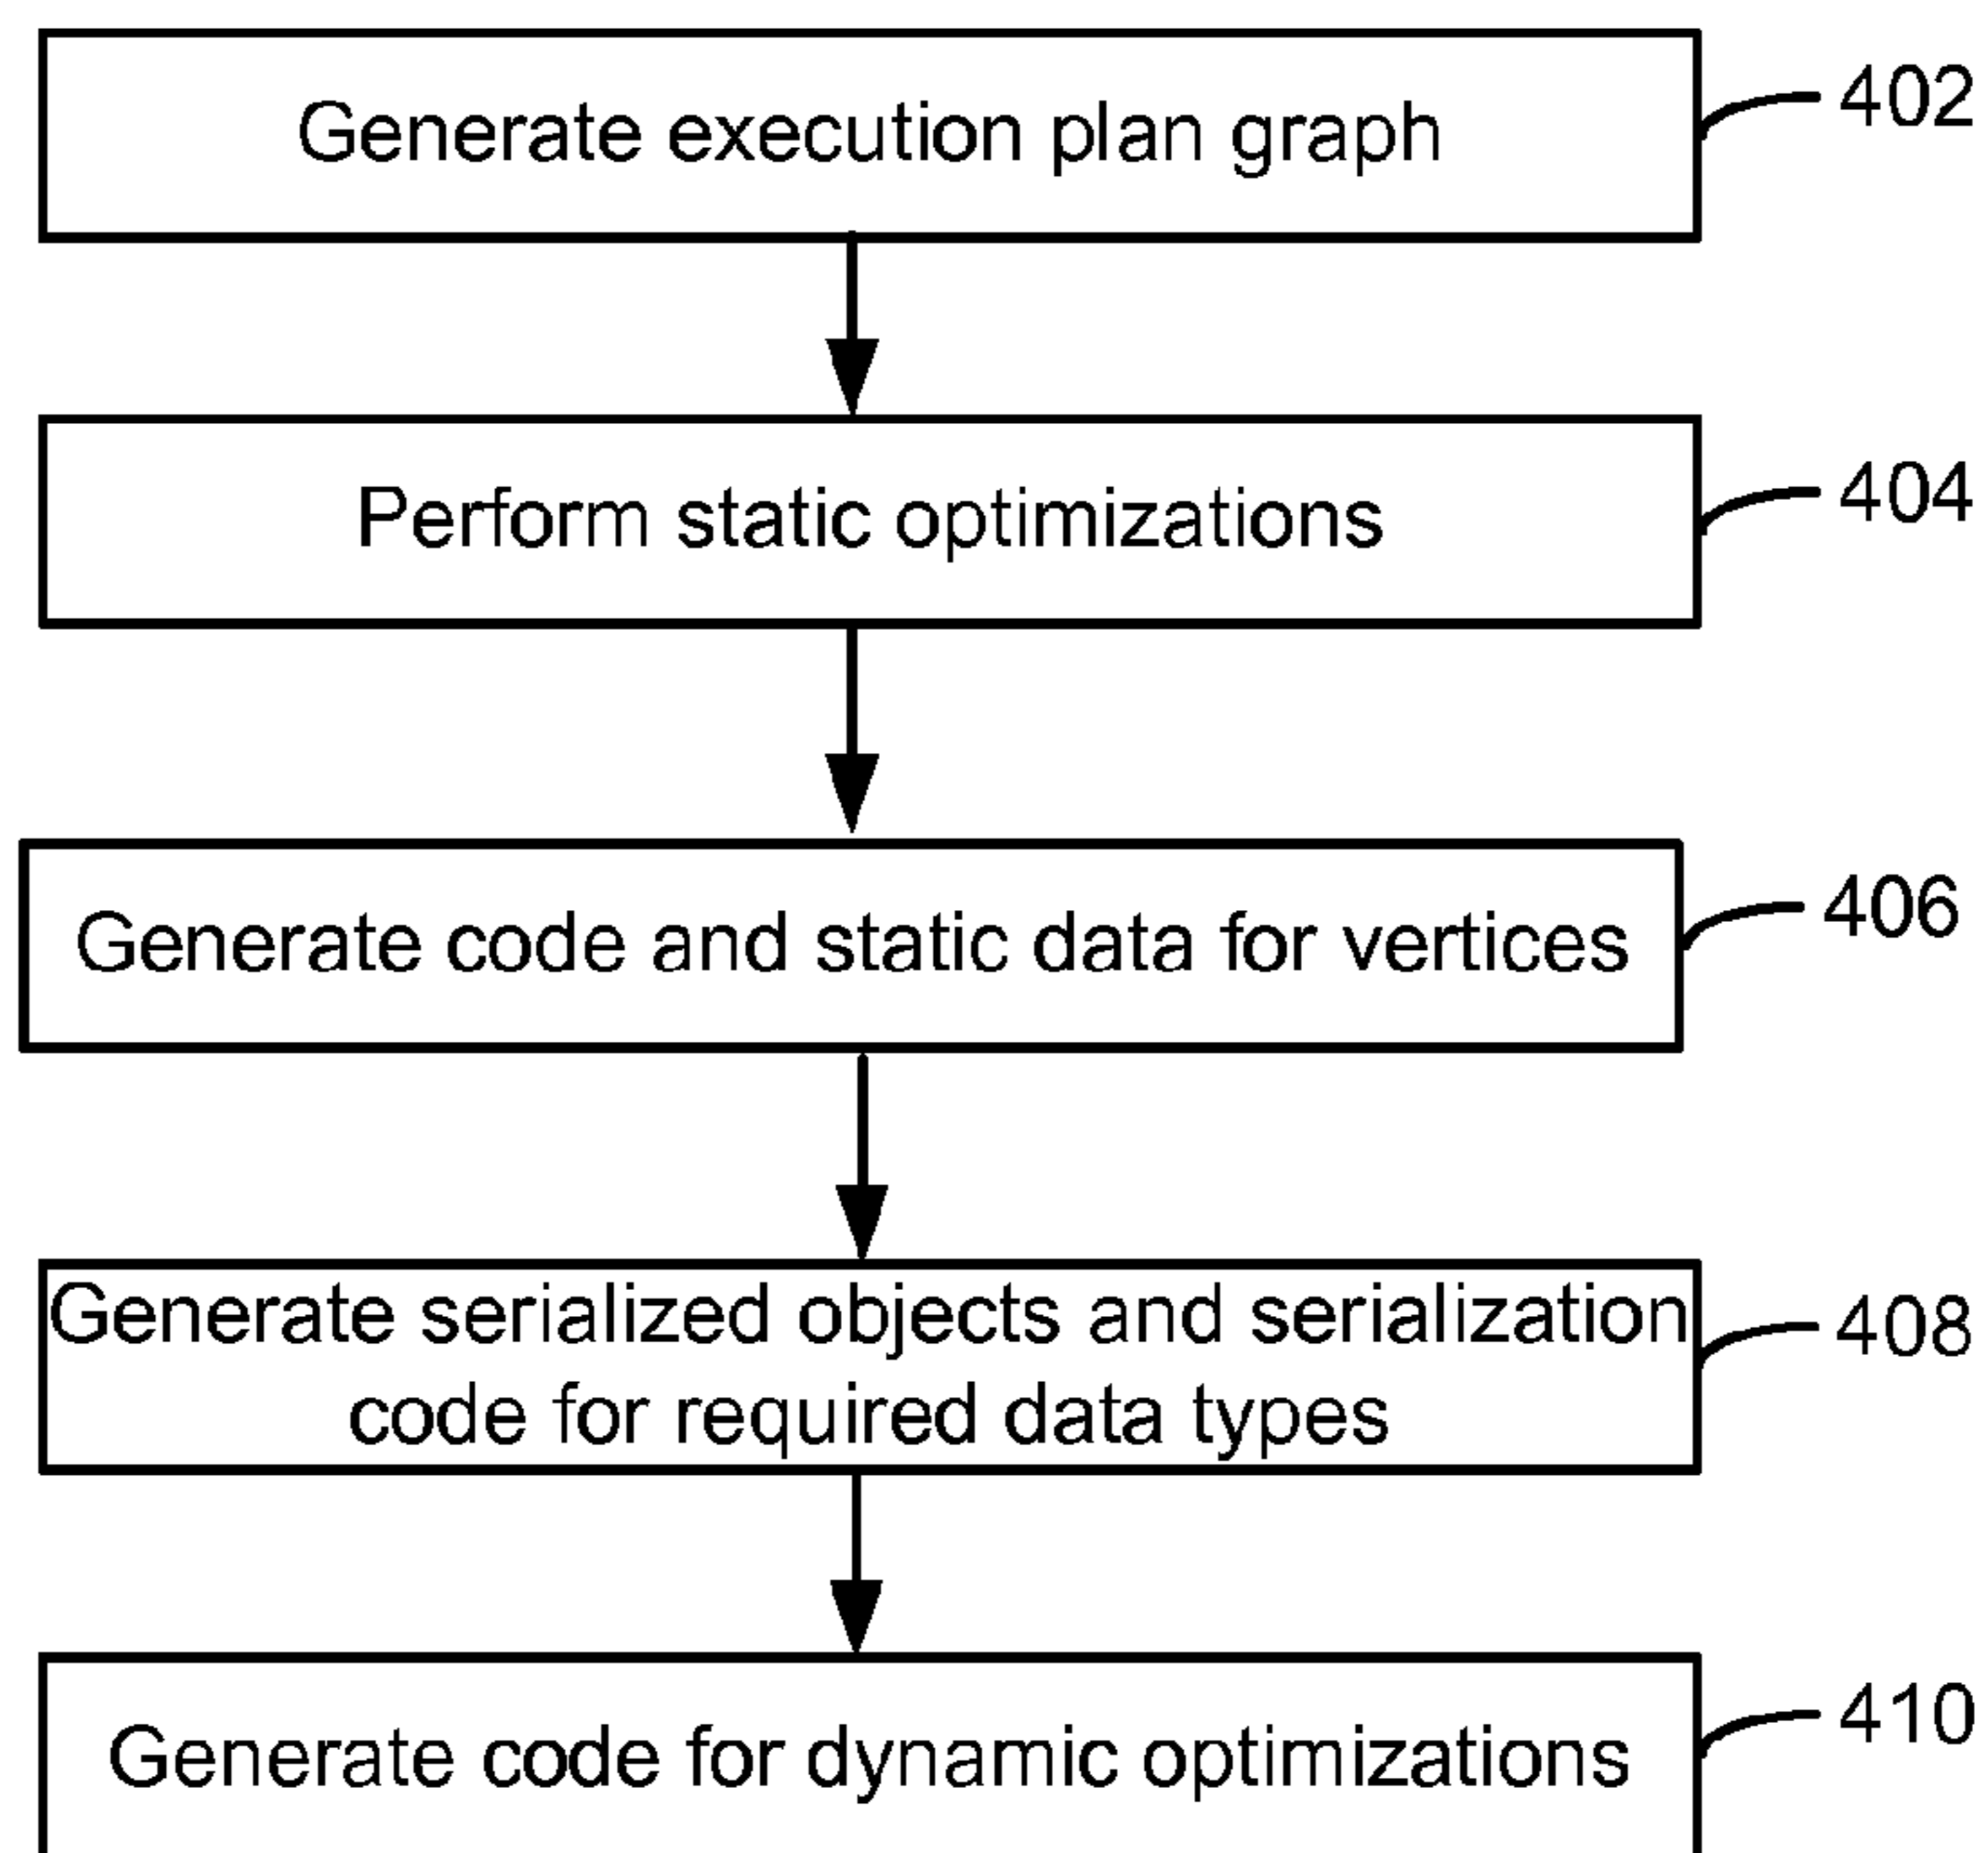 Generate execution plan graph
402
Perform static optimizations
404
Generate code and static data for vertices
406
Generate serialized objects and serialization
code for required data types
408
Generate code for dynamic optimizations
410